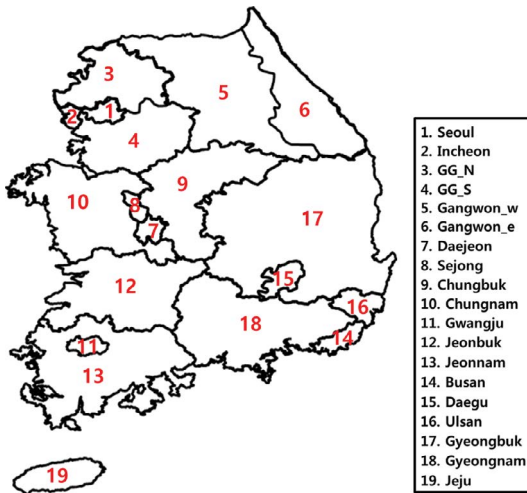 3
5
6
2
1
4
9
10
8
7
17
12
15
16
18
14
11
13
19
1. Seoul
2. Incheon
3. GG_N
4. GG_S
5. Gangwon_w
6. Gangwon_e
7. Daejeon
8. Sejong
9. Chungbuk
10. Chungnam
11. Gwangju
12. Jeonbuk
13. Jeonnam
14. Busan
15. Daegu
16. Ulsan
17. Gyeongbuk
18. Gyeongnam
19. Jeju